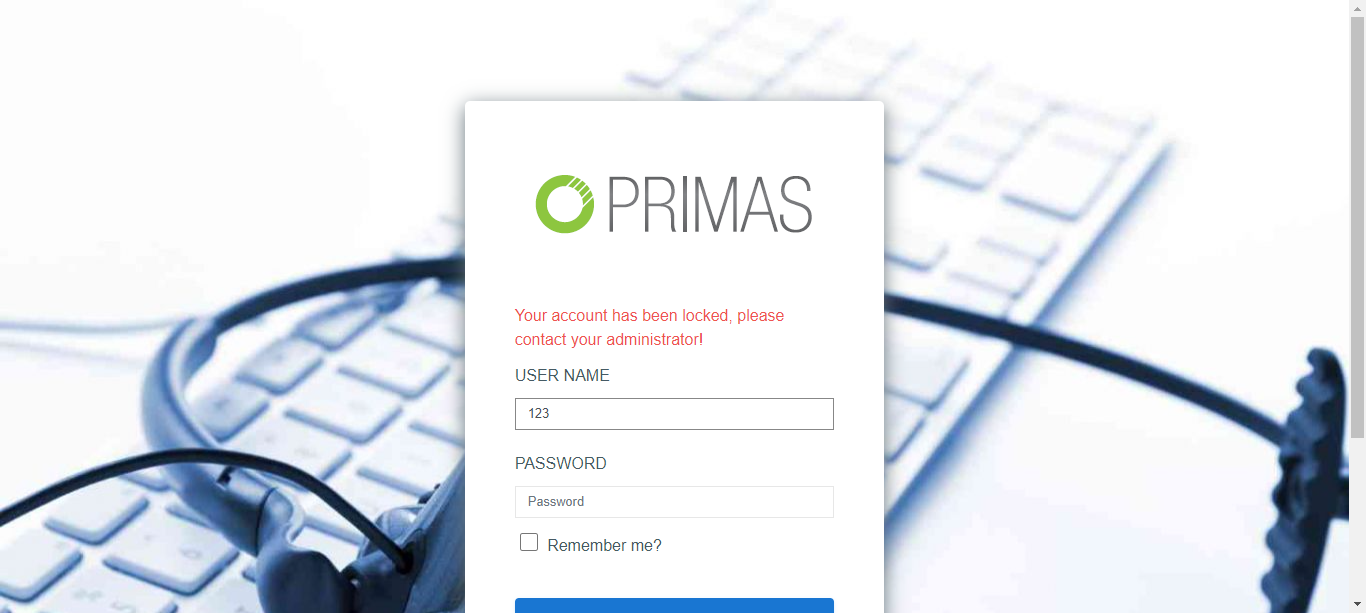 PRIMAS
Your account has been locked, please
contact your administrator!
USER NAME
123
PASSWORD
Password
Remember me?